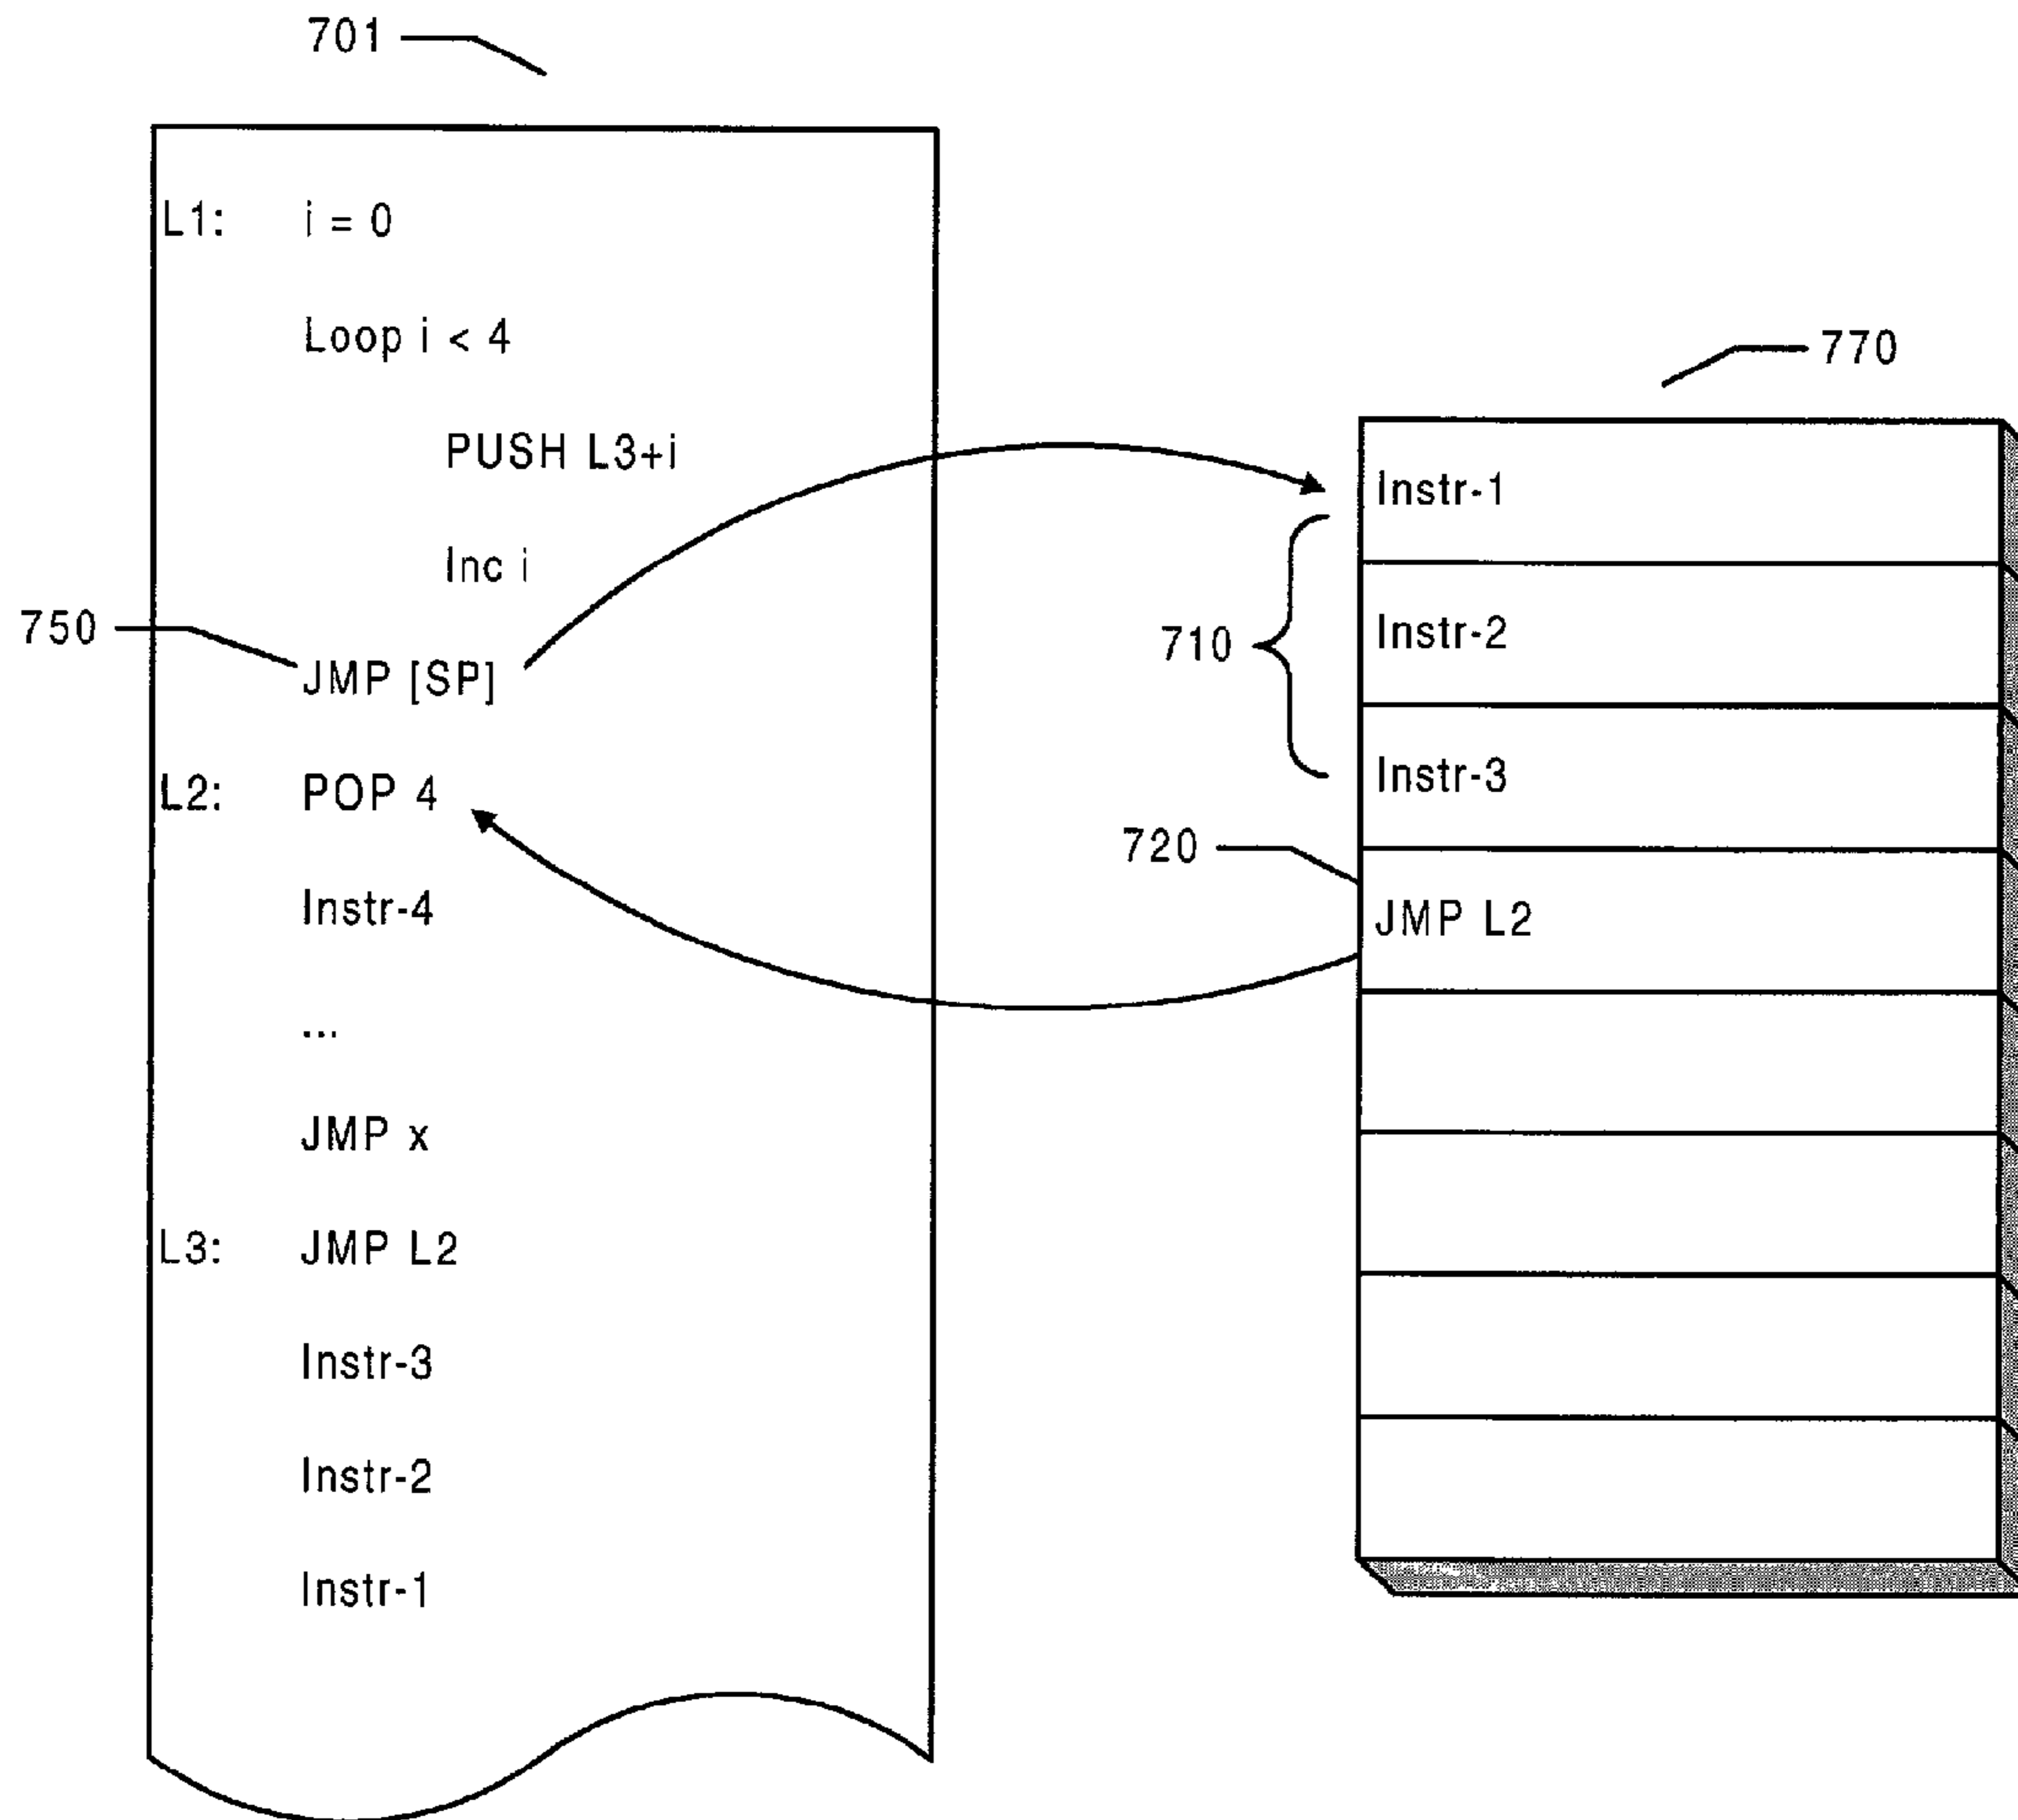 701
L1: i = 0
Loop i < 4
PUSH L3+i
Inc i
750
JMP [SP]
L2: POP 4
Instr-4
...
JMP x
L3: JMP L2
Instr-3
Instr-2
Instr-1
770
Instr-1
710
Instr-2
Instr-3
720
JMP L2